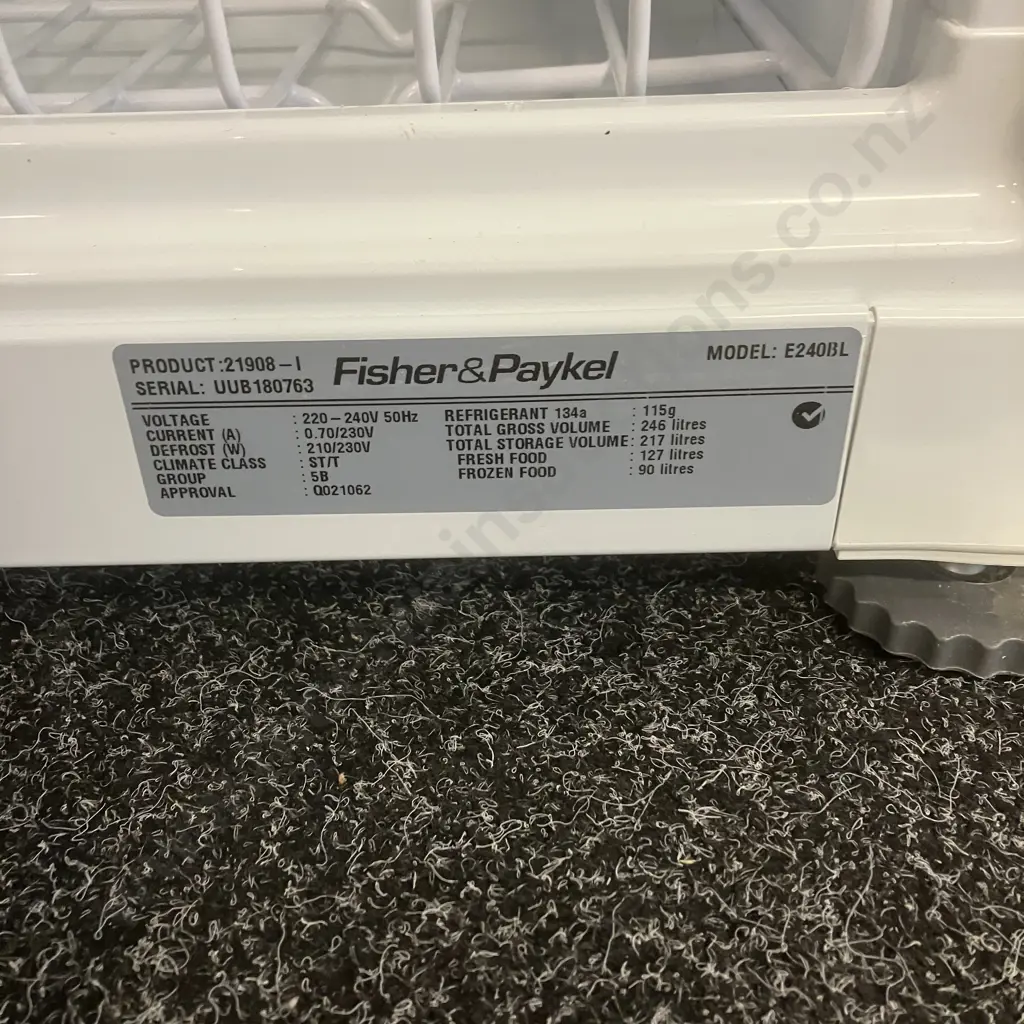 PRODUCT:21908-I
SERIAL: UUB180763
Fisher&Paykel
MODEL: E240BL
VOLTAGE : 220-240V 50Hz
CURRENT (A) : 0.70/230V
DEFROST (W) : 210/230V
CLIMATE CLASS : ST/T
GROUP : 5B
APPROVAL : Q021062
REFRIGERANT 134a : 115g
TOTAL GROSS VOLUME : 246 litres
TOTAL STORAGE VOLUME: 217 litres
FRESH FOOD : 127 litres
FROZEN FOOD : 90 litres